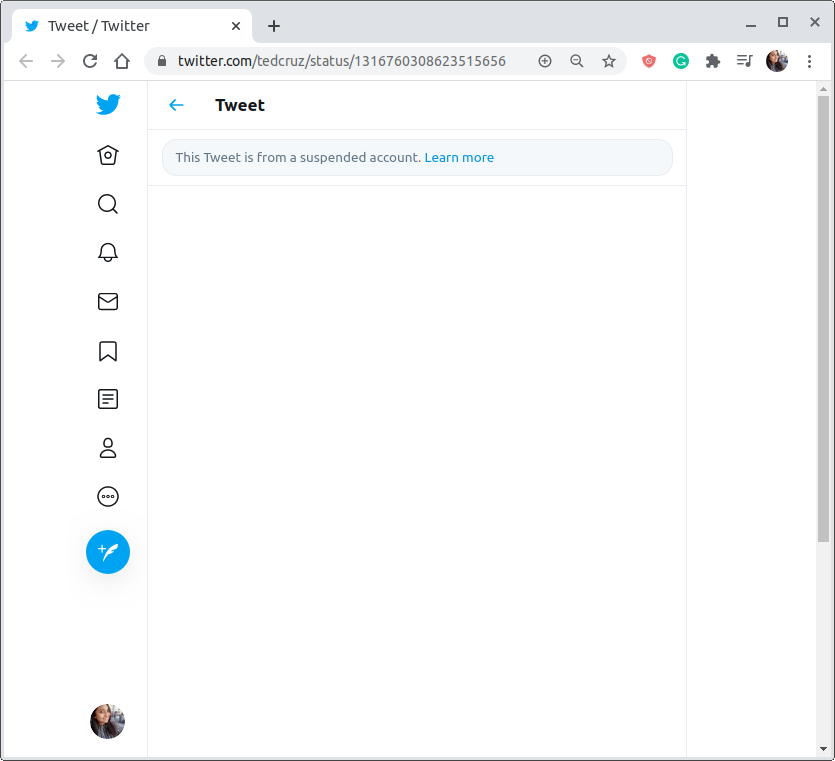 Tweet / Twitter
twitter.com/tedcruz/status/1316760308623515656
Tweet
This Tweet is from a suspended account. Learn more